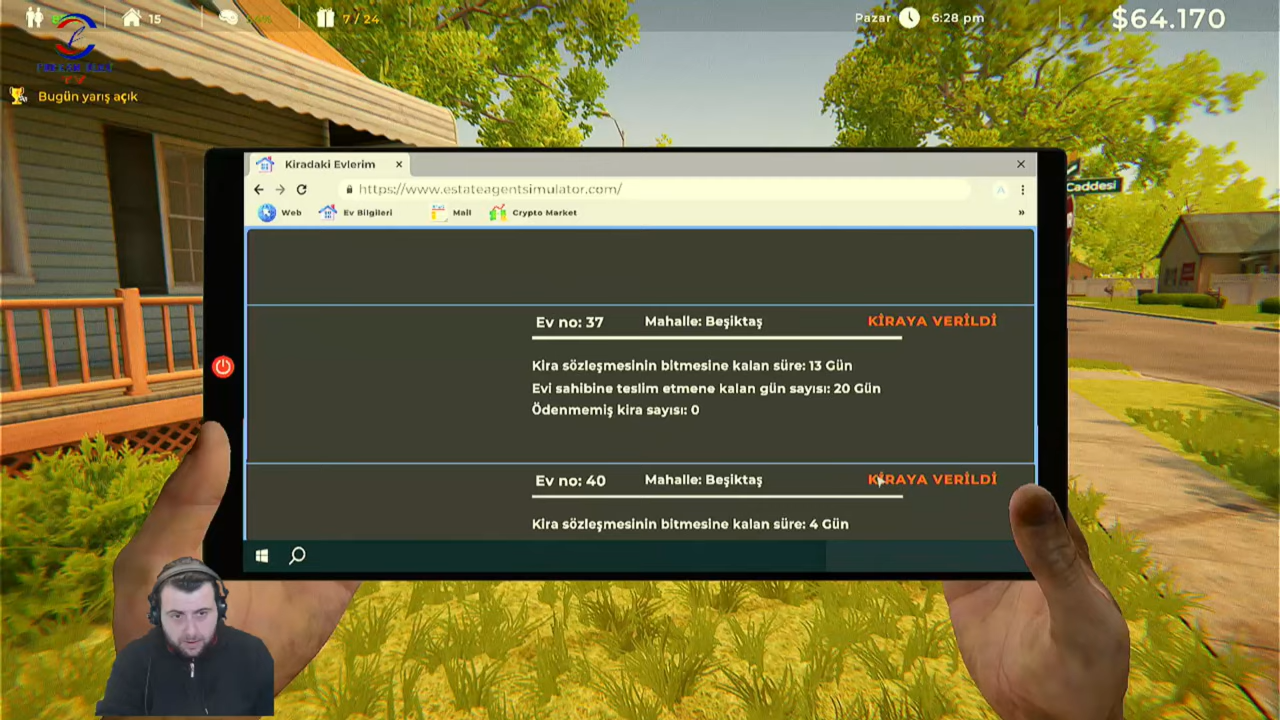 15
7 / 24
Pazar
6:28 pm
$64.170
Bugün yarış açık
Kiradaki Evlerim
https://www.estateagentsimulator.com/
A
Web
Ev Bilgileri
Mall
Crypto Market
Caddesi
Ev no: 37
Mahalle: Beşiktaş
KİRAYA VERİLDİ
Kira sözleşmesinin bitmesine kalan süre: 13 Gün
Evi sahibine teslim etmene kalan gün sayısı: 20 Gün
Ödenmemiş kira sayısı: 0
Ev no: 40
Mahalle: Beşiktaş
KİRAYA VERİLDİ
Kira sözleşmesinin bitmesine kalan süre: 4 Gün